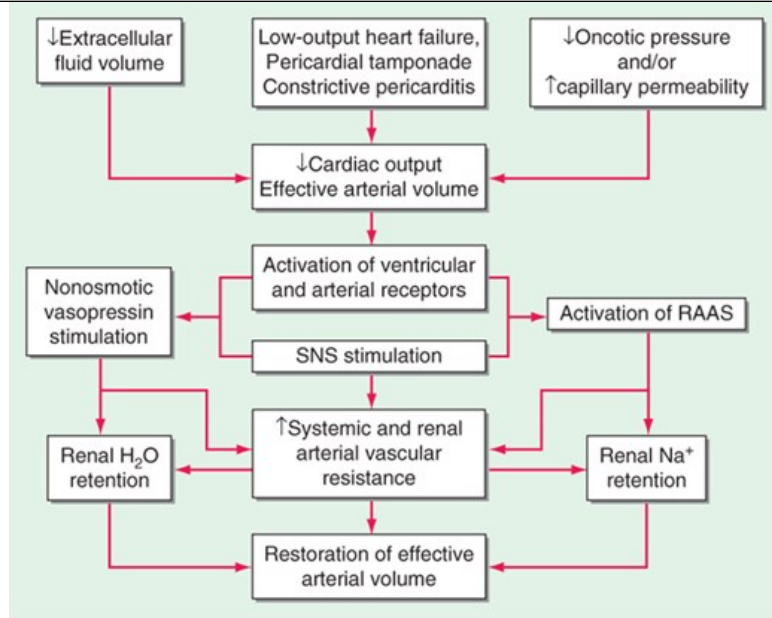 ↓Extracellular
fluid volume
Low-output heart failure,
Pericardial tamponade
Constrictive pericarditis
↓Oncotic pressure
and/or
↑capillary permeability
↓Cardiac output
Effective arterial volume
Activation of ventricular
and arterial receptors
Nonosmotic
vasopressin
stimulation
Activation of RAAS
SNS stimulation
↑Systemic and renal
arterial vascular
resistance
Renal H₂O
retention
Renal Na⁺
retention
Restoration of effective
arterial volume